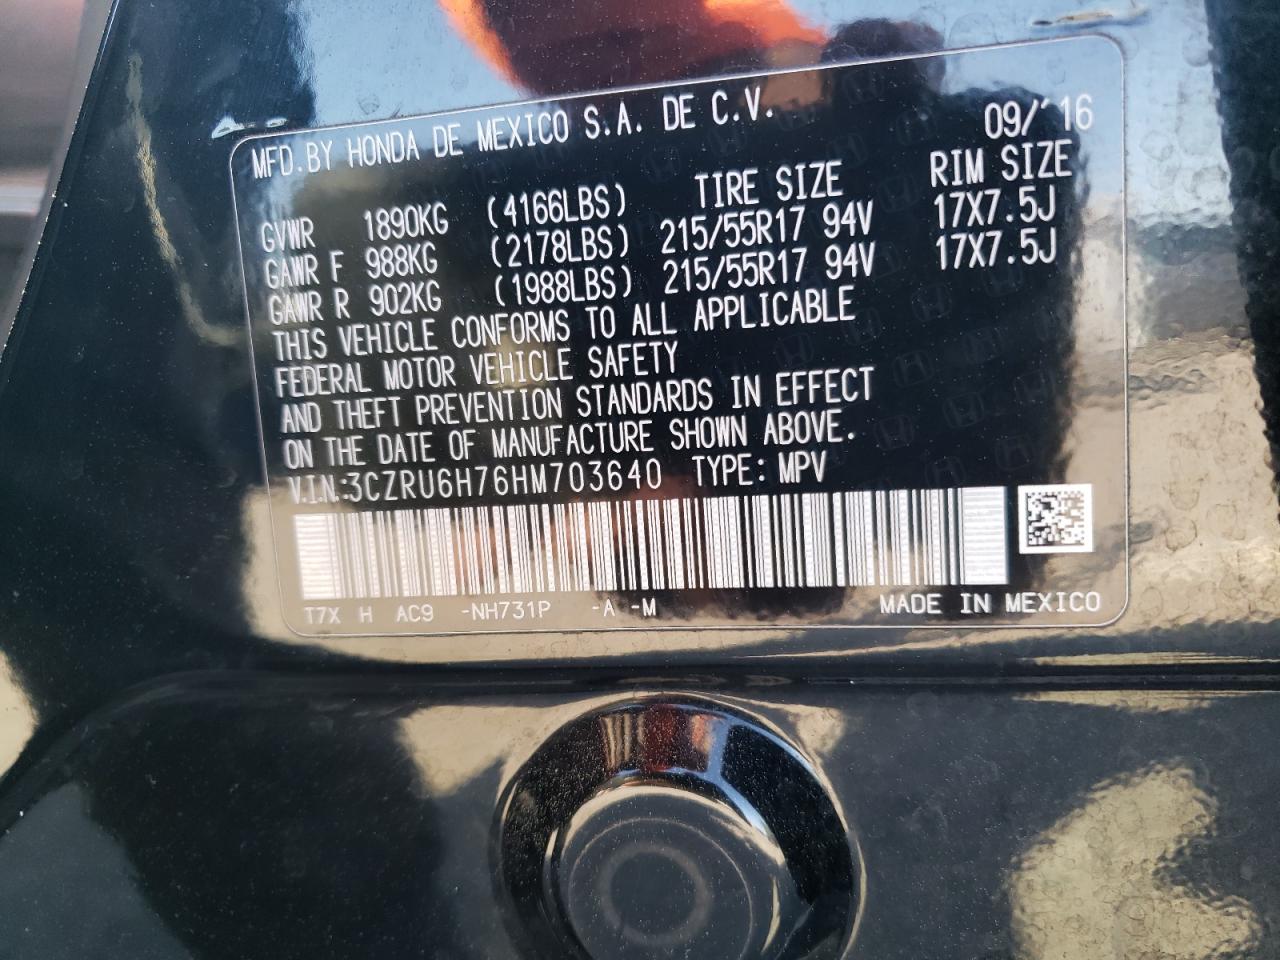 MFD.BY HONDA DE MEXICO S.A. DE C.V. 09/'16
TIRE SIZE RIM SIZE
GVWR 1890KG (4166LBS)
GAWR F 988KG (2178LBS) 215/55R17 94V 17X7.5J
GAWR R 902KG (1988LBS) 215/55R17 94V 17X7.5J
THIS VEHICLE CONFORMS TO ALL APPLICABLE
FEDERAL MOTOR VEHICLE SAFETY
AND THEFT PREVENTION STANDARDS IN EFFECT
ON THE DATE OF MANUFACTURE SHOWN ABOVE.
V.I.N.:3CZRU6H76HM703640 TYPE: MPV
T7X H AC9 -NH731P -A -M MADE IN MEXICO